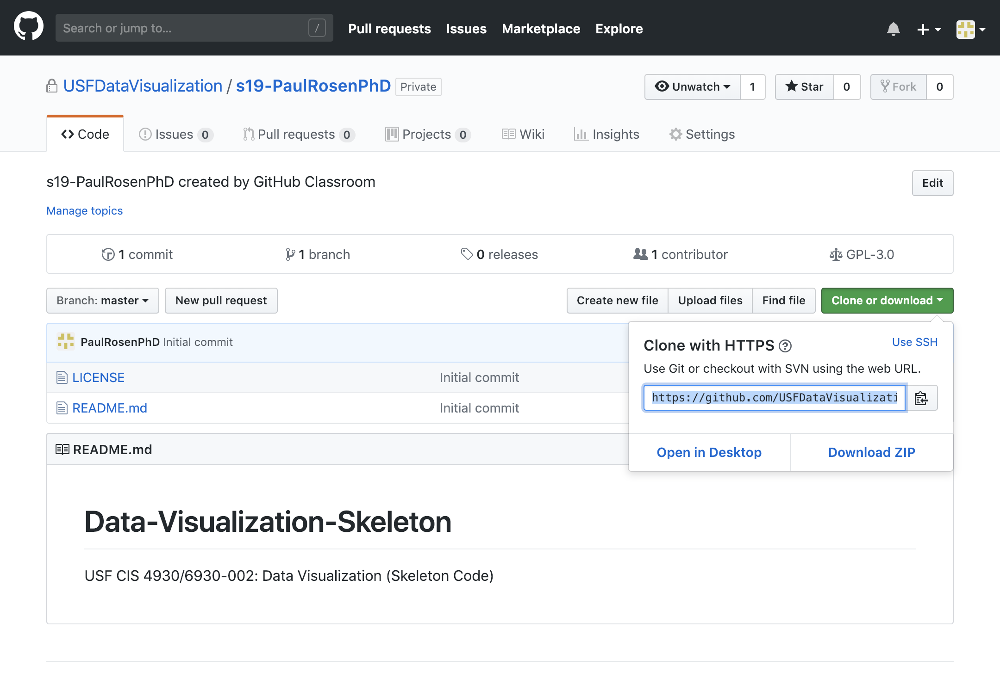 Search or jump to... / Pull requests Issues Marketplace Explore
USFDataVisualization / s19-PaulRosenPhD Private Unwatch 1 Star 0 Fork 0
Code Issues 0 Pull requests 0 Projects 0 Wiki Insights Settings
s19-PaulRosenPhD created by GitHub Classroom Edit
Manage topics
1 commit 1 branch 0 releases 1 contributor GPL-3.0
Branch: master New pull request Create new file Upload files Find file Clone or download
PaulRosenPhD Initial commit
LICENSE Initial commit
README.md Initial commit
Clone with HTTPS ? Use SSH
Use Git or checkout with SVN using the web URL.
https://github.com/USFDataVisualizati
Open in Desktop Download ZIP
README.md
Data-Visualization-Skeleton
USF CIS 4930/6930-002: Data Visualization (Skeleton Code)